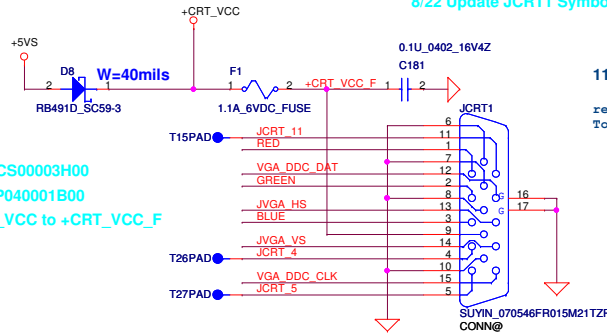 8/22 Update JCRT1 Symbo
+CRT_VCC
+5VS
D8
W=40mils
2 1
RB491D_SC59-3
F1
1 2
1.1A_6VDC_FUSE
+CRT_VCC_F
0.1U_0402_16V4Z
C181
1 2
11
re
To
JCRT1
CS00003H00
P040001B00
_VCC to +CRT_VCC_F
T15PAD
JCRT_11
RED
VGA_DDC_DAT
GREEN
JVGA_HS
BLUE
JVGA_VS
T26PAD
JCRT_4
VGA_DDC_CLK
T27PAD
JCRT_5
6
11
1
7
12
2
8
13
3
9
14
4
10
15
5
G 16
G 17
SUYIN_070546FR015M21TZR
CONN@